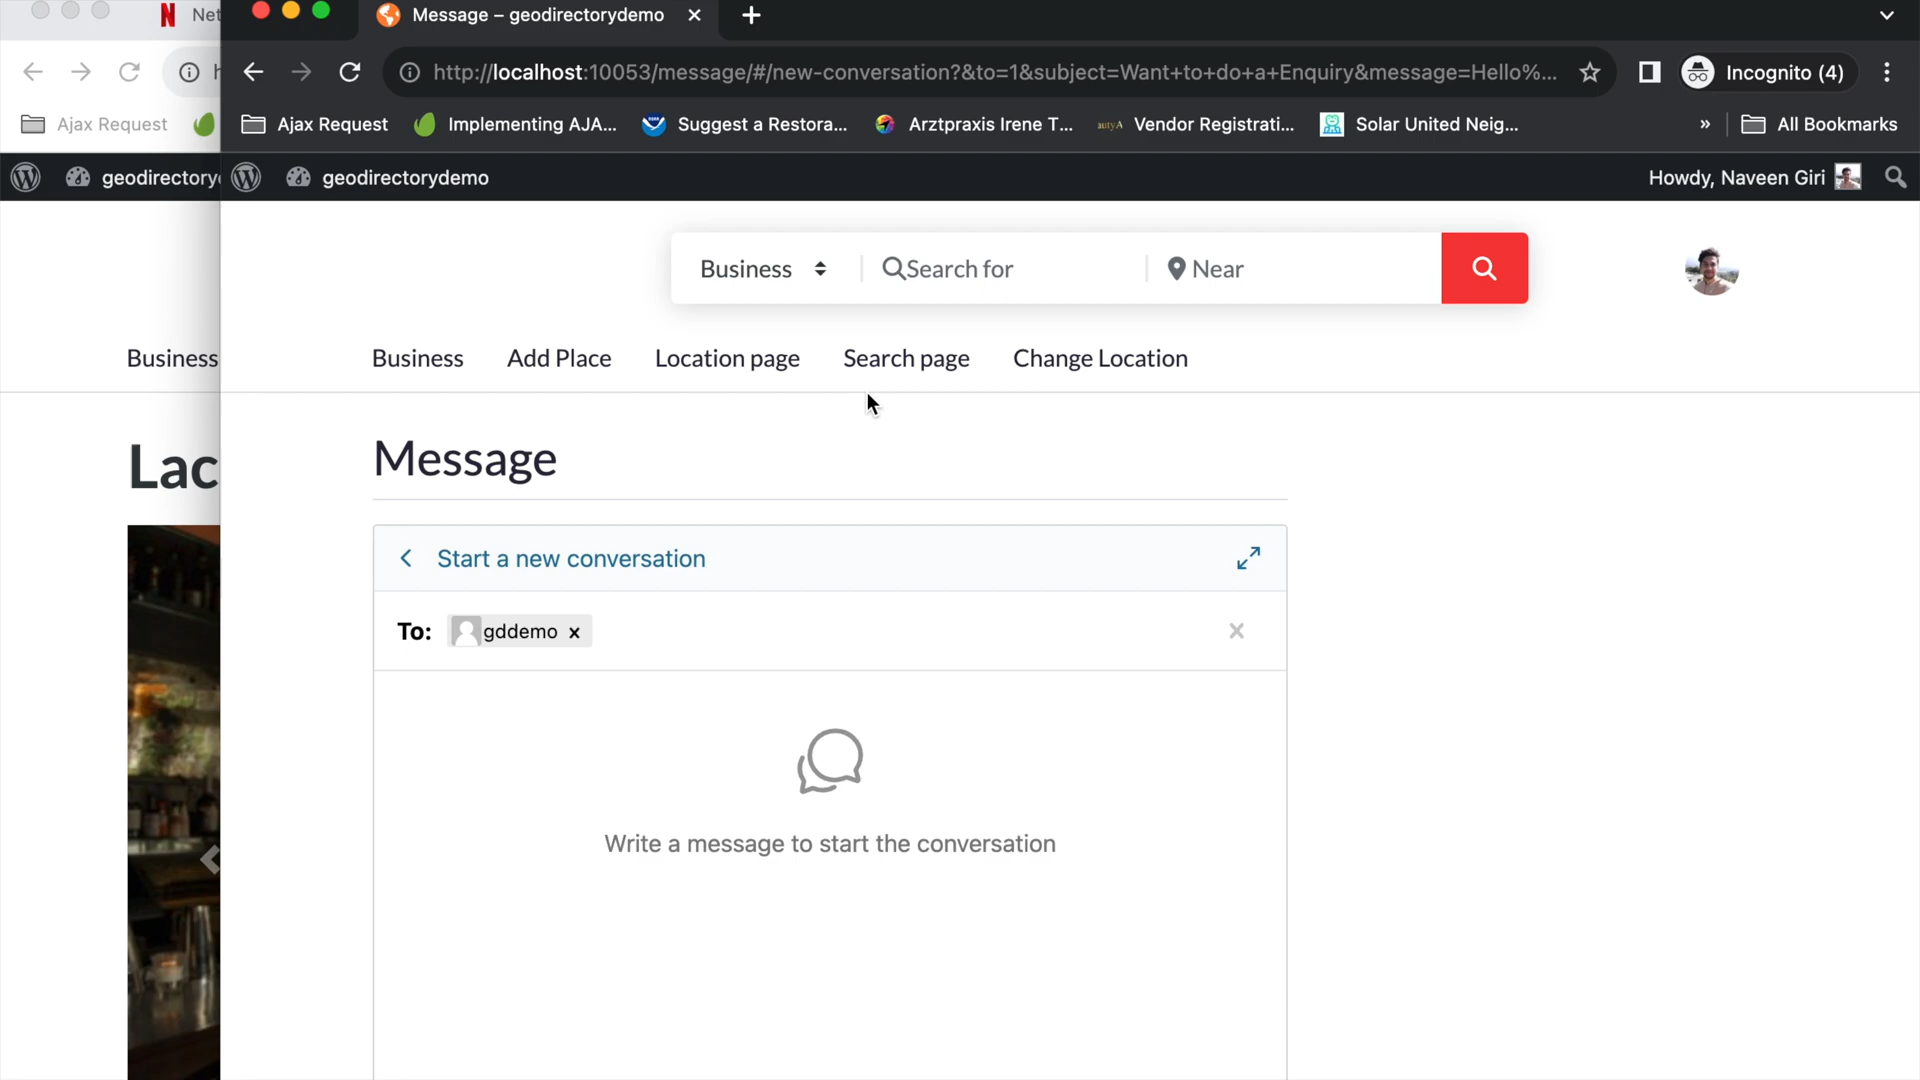 Net
Message – geodirectorydemo
http://localhost:10053/message/#/new-conversation?&to=1&subject=Want+to+do+a+Enquiry&message=Hello%...
Incognito (4)
Ajax Request
Ajax Request
Implementing AJA...
Suggest a Restora...
Arztpraxis Irene T...
autyA
Vendor Registrati...
Solar United Neig...
»
All Bookmarks
geodirectory
geodirectorydemo
Howdy, Naveen Giri
Business
Search for
Near
Business
Business
Add Place
Location page
Search page
Change Location
Lac
Message
Start a new conversation
To:
gddemo
Write a message to start the conversation